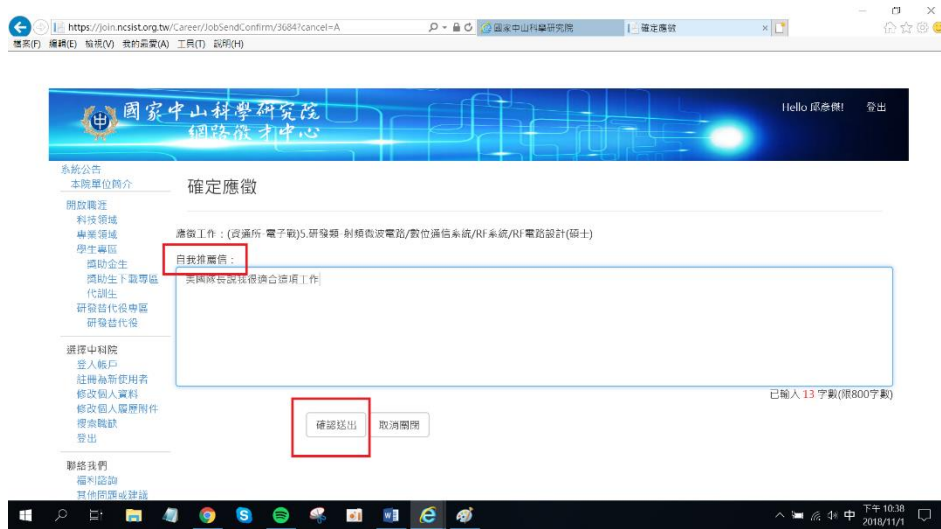 https://join.ncsist.org.tw/Career/JobSendConfirm/3684?cancel=A
國家中山科學研究院
確定應徵
檔案(F) 編輯(E) 檢視(V) 我的最愛(A) 工具(T) 說明(H)
國家中山科學研究院
網路徵才中心
Hello 邱彥傑! 登出
系統公告
本院單位簡介
開啟職涯
科技領域
專業領域
學生專區
獎助金生
獎助生下載專區
代訓生
研發替代役專區
研發替代役
選擇中科院
登入帳戶
註冊為新使用者
修改個人資料
修改個人履歷附件
搜索職缺
登出
聯絡我們
福利諮詢
其他問題或建議
確定應徵
應徵工作：(資通所-電子戰)5.研發類-射頻微波電路/數位通信系統/RF系統/RF電路設計(碩士)
自我推薦信：
美國隊長說我很適合這項工作
已輸入 13 字數(限800字數)
確認送出 取消關閉
中
下午 10:38
2018/11/1